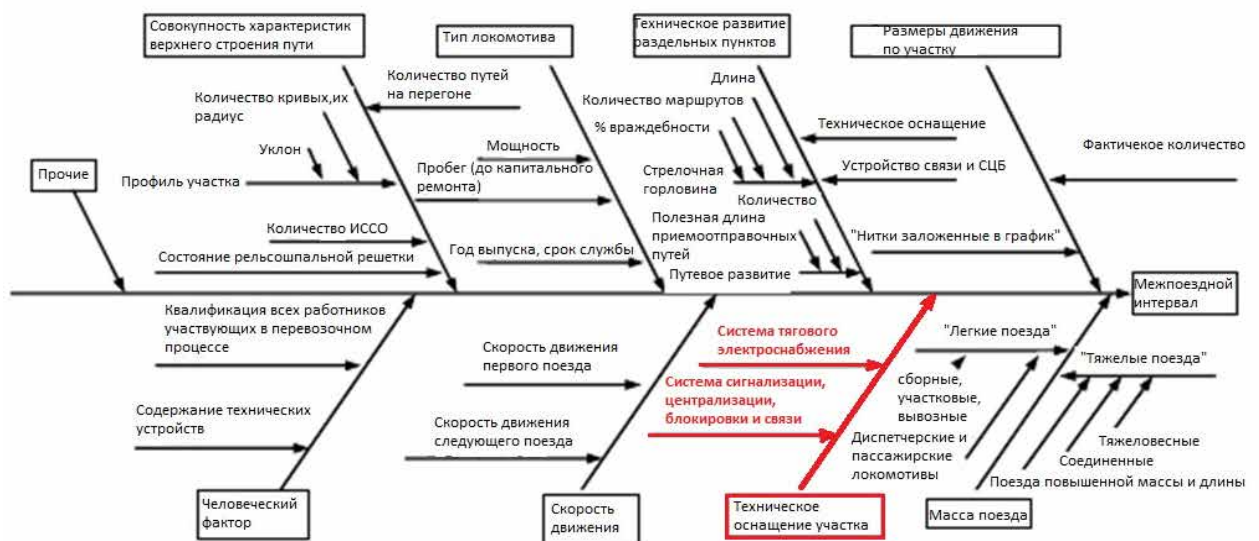 Совокупность характеристик
верхнего строения пути
Тип локомотива
Техническое развитие
раздельных пунктов
Размеры движения
по участку
Количество путей
на перегоне
Количество кривых,их
радиус
Уклон
Профиль участка
Прочие
Количество ИССО
Состояние рельсошпальной решетки
Мощность
Пробег (до капитального
ремонта)
Год выпуска, срок службы
Длина
Количество маршрутов
% враждебности
Стрелочная
горловина
Количество
Полезная длина
приемоотправочных
путей
Путевое развитие
Техническое оснащение
Устройство связи и СЦБ
Фактичекое количество
"Нитки заложенные в график"
Межпоездной
интервал
Квалификация всех работников
участвующих в перевозочном
процессе
Содержание технических
устройств
Человеческий
фактор
Скорость движения
первого поезда
Скорость движения
следующего поезда
Скорость
движения
Система тягового
электроснабжения
Система сигнализации,
централизации,
блокировки и связи
Техническое
оснащение участка
"Легкие поезда"
сборные,
участковые,
вывозные
Диспетчерские и
пассажирские
локомотивы
"Тяжелые поезда"
Тяжеловесные
Соединенные
Поезда повышенной массы и длины
Масса поезда